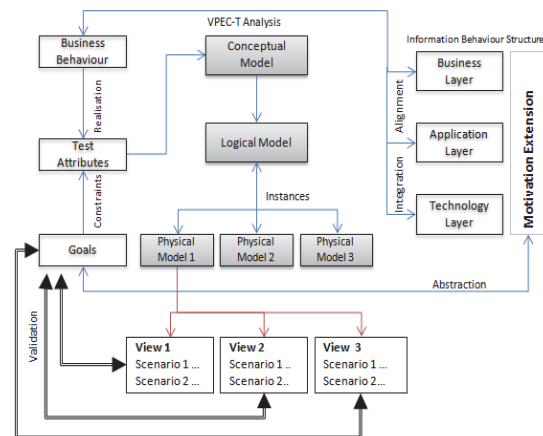 VPEC-T Analysis
Business
Behaviour
Conceptual
Model
Information Behaviour Structure
Business
Layer
Realisation
Alignment
Test
Attributes
Logical Model
Application
Layer
Motivation Extension
Constraints
Instances
Integration
Technology
Layer
Goals
Physical
Model 1
Physical
Model 2
Physical
Model 3
Abstraction
Validation
View 1
Scenario 1 ...
Scenario 2 ...
View 2
Scenario 1 ..
Scenario 2..
View 3
Scenario 1 ...
Scenario 2...